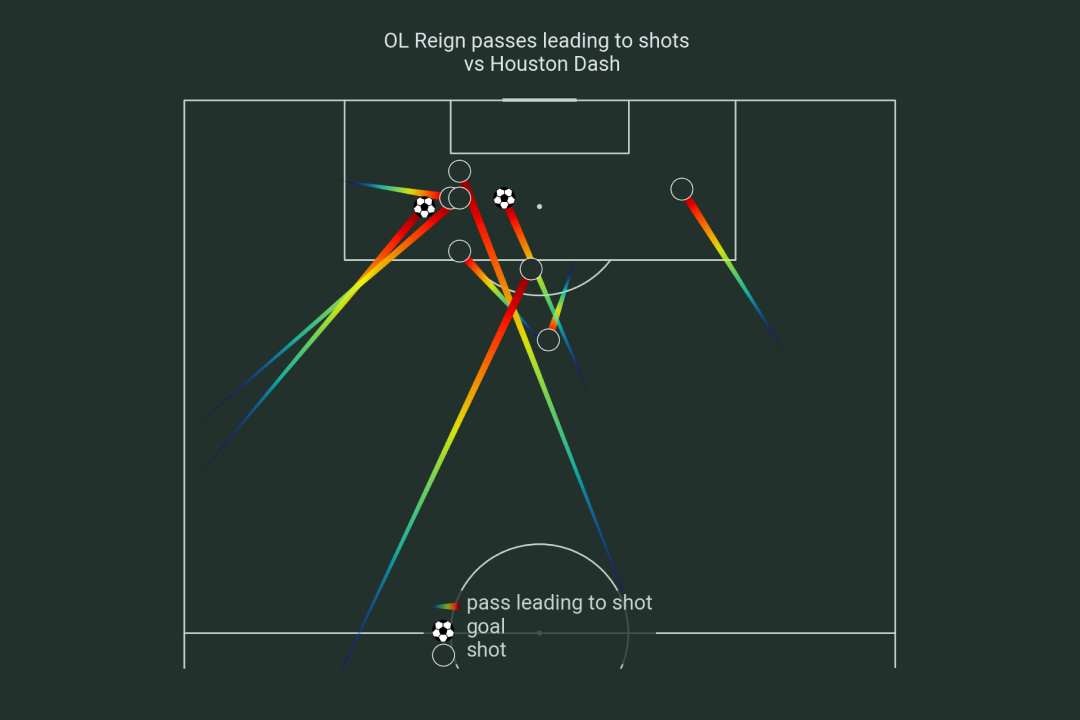 OL Reign passes leading to shots
vs Houston Dash
pass leading to shot
goal
shot